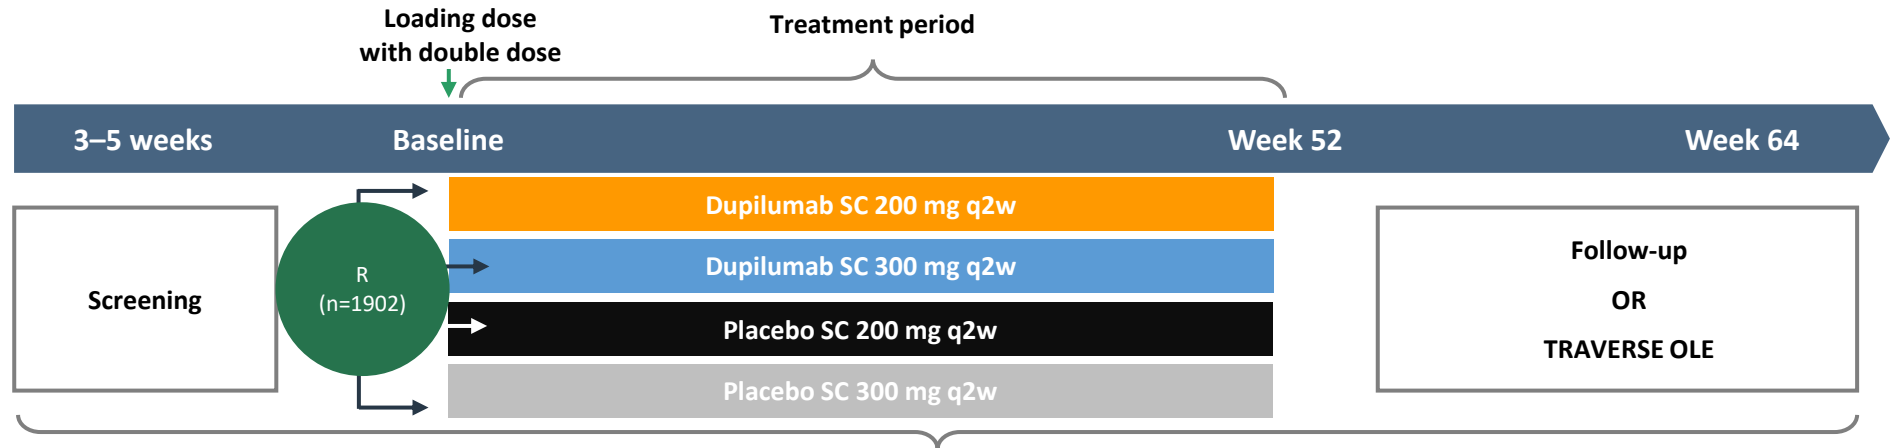 Loading dose
with double dose
Treatment period
3–5 weeks
Baseline
Week 52
Week 64
Screening
R
(n=1902)
Dupilumab SC 200 mg q2w
Dupilumab SC 300 mg q2w
Placebo SC 200 mg q2w
Placebo SC 300 mg q2w
Follow-up
OR
TRAVERSE OLE